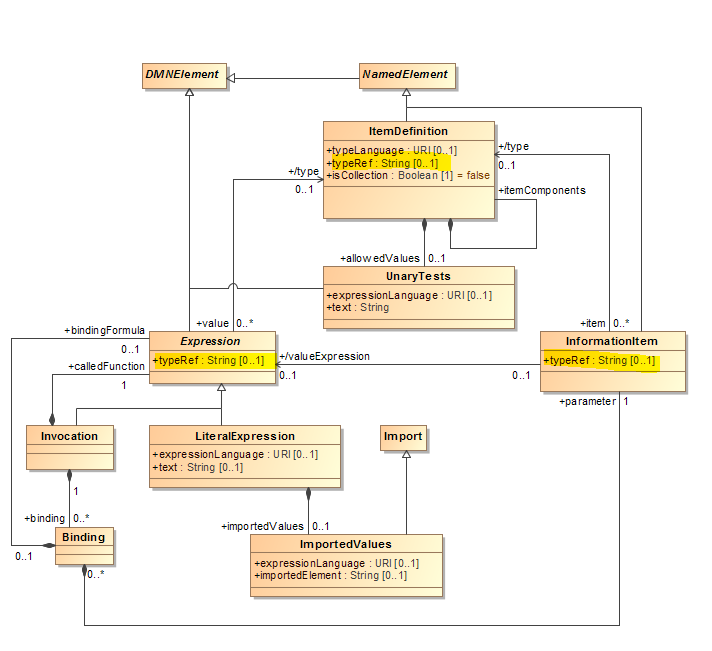 DMNElement
NamedElement
ItemDefinition
+typeLanguage : URI [0..1]
+typeRef : String [0..1]
+isCollection : Boolean [1] = false
+/type
0..1
+/type
0..1
+itemComponents
+allowedValues
0..1
UnaryTests
+expressionLanguage : URI [0..1]
+text : String
+value
0..*
+item
0..*
+bindingFormula
0..1
Expression
+typeRef : String [0..1]
InformationItem
+typeRef : String [0..1]
+/valueExpression
0..1
0..1
+calledFunction
1
+parameter
1
Invocation
LiteralExpression
+expressionLanguage : URI [0..1]
+text : String [0..1]
Import
1
+binding
0..*
+importedValues
0..1
Binding
0..1
0..*
ImportedValues
+expressionLanguage : URI [0..1]
+importedElement : String [0..1]